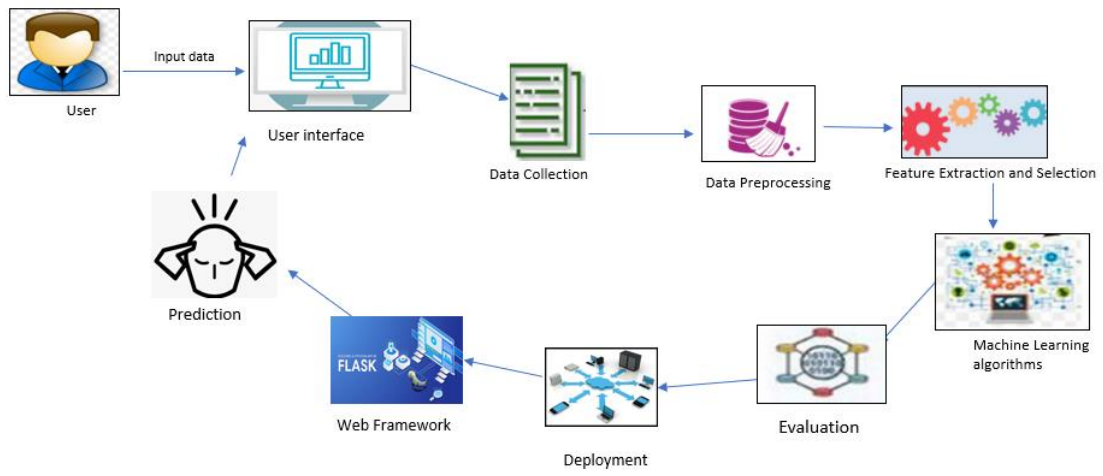 Input data
User
User interface
Data Collection
Data Preprocessing
Feature Extraction and Selection
Machine Learning
algorithms
Evaluation
Deployment
FLASK
Web Framework
Prediction